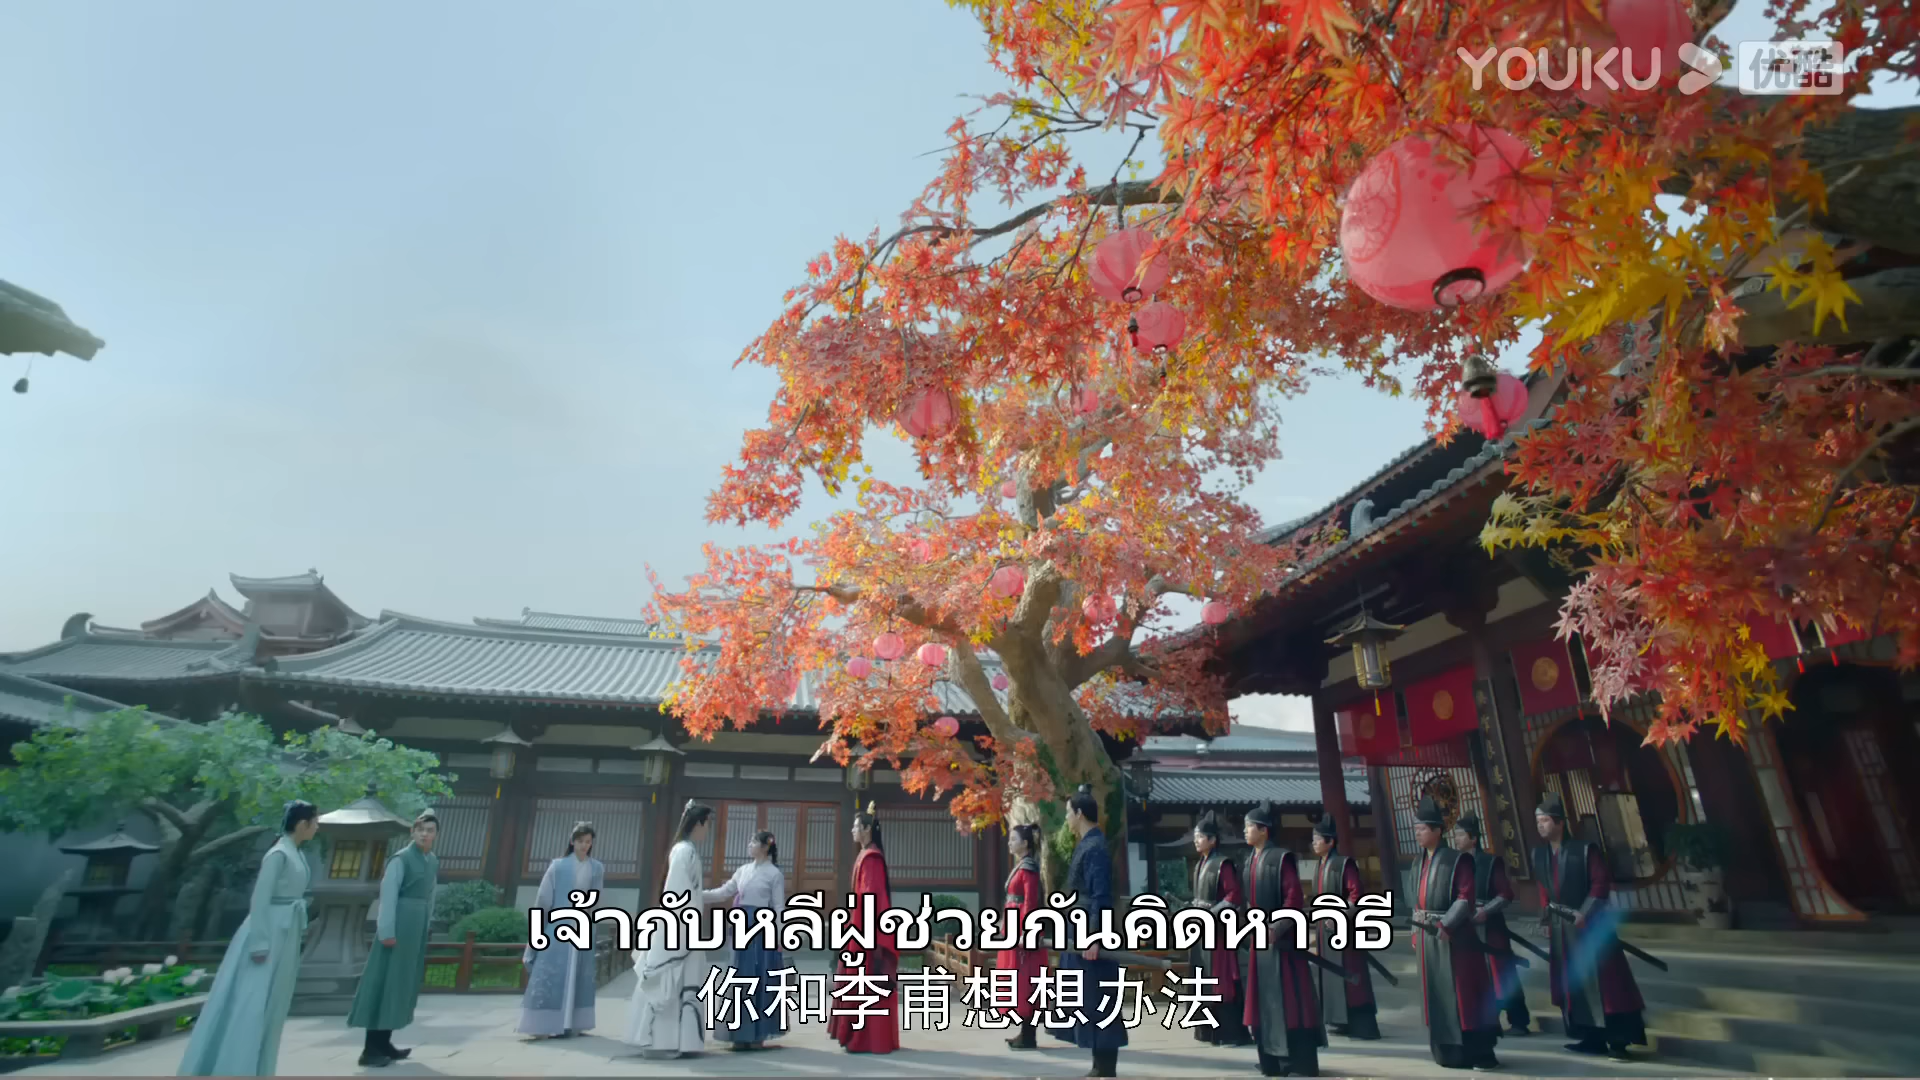 YOUKU 优酷
เจ้ากับหลีฝู่ช่วยกันคิดหาวิธี
你和李甫想想办法